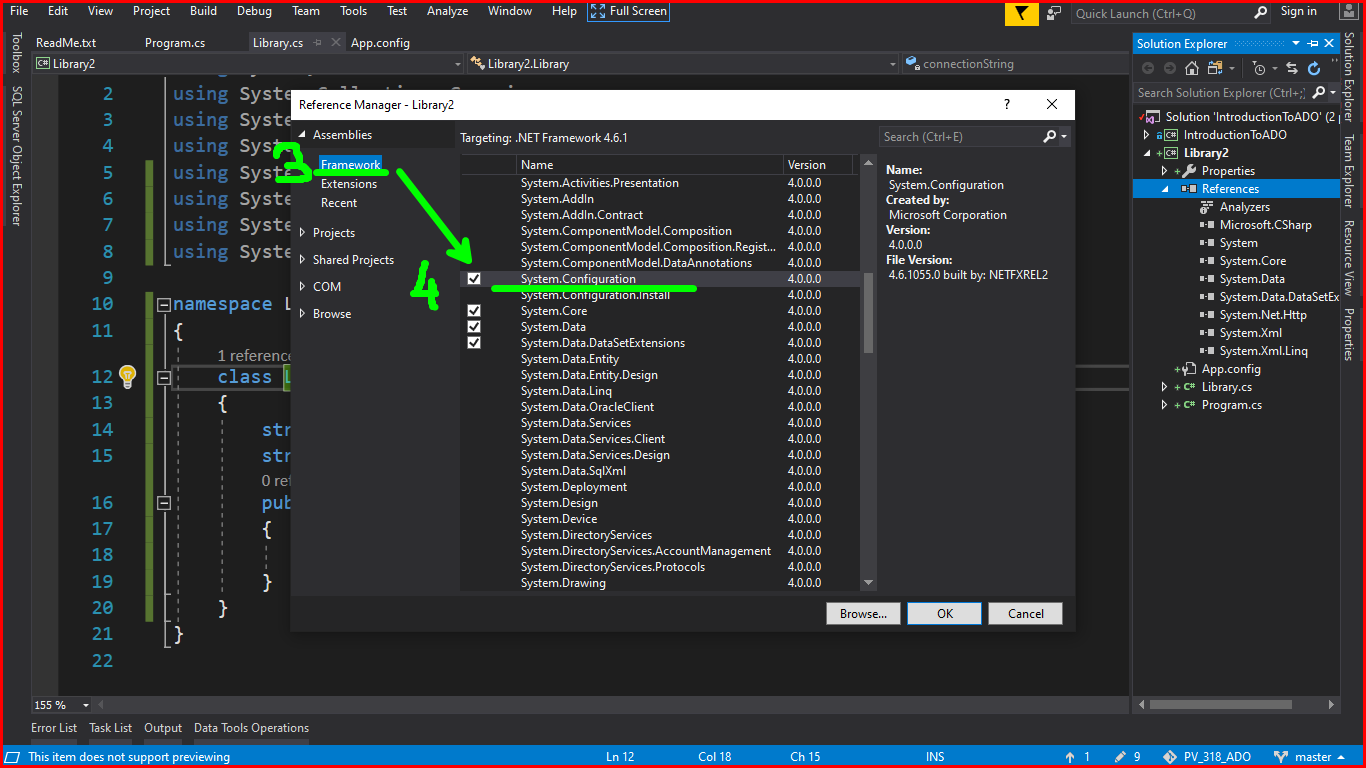 File Edit View Project Build Debug Team Tools Test Analyze Window Help Full Screen Quick Launch (Ctrl+Q) Sign in
ReadMe.txt Program.cs Library.cs App.config
Library2 Library2.Library connectionString
Toolbox
SQL Server Object Explorer
2 using
3 using Syste
4 using Syste
5 using Syste
6 using Syste
7 using Syste
8 using Syste
9
10 namespace L
11 {
1 reference
12 class L
13 {
14 str
15 str
0 ref
16 pub
17 {
18
19 }
20 }
21 }
22
Reference Manager - Library2 ?
Assemblies
3
Framework
Extensions
Recent
Projects
Shared Projects
COM
Browse
4
Targeting: .NET Framework 4.6.1
Search (Ctrl+E)
Name Version
System.Activities.Presentation 4.0.0.0
System.AddIn 4.0.0.0
System.AddIn.Contract 4.0.0.0
System.ComponentModel.Composition 4.0.0.0
System.ComponentModel.Composition.Regist... 4.0.0.0
System.ComponentModel.DataAnnotations 4.0.0.0
System.Configuration 4.0.0.0
System.Configuration.Install 4.0.0.0
System.Core 4.0.0.0
System.Data 4.0.0.0
System.Data.DataSetExtensions 4.0.0.0
System.Data.Entity 4.0.0.0
System.Data.Entity.Design 4.0.0.0
System.Data.Linq 4.0.0.0
System.Data.OracleClient 4.0.0.0
System.Data.Services 4.0.0.0
System.Data.Services.Client 4.0.0.0
System.Data.Services.Design 4.0.0.0
System.Data.SqlXml 4.0.0.0
System.Deployment 4.0.0.0
System.Design 4.0.0.0
System.Device 4.0.0.0
System.DirectoryServices 4.0.0.0
System.DirectoryServices.AccountManagement 4.0.0.0
System.DirectoryServices.Protocols 4.0.0.0
System.Drawing 4.0.0.0
Name:
System.Configuration
Created by:
Microsoft Corporation
Version:
4.0.0.0
File Version:
4.6.1055.0 built by: NETFXREL2
Browse... OK Cancel
Solution Explorer
Search Solution Explorer (Ctrl+;)
Solution 'IntroductionToADO' (2 p
IntroductionToADO
Library2
Properties
References
Analyzers
Microsoft.CSharp
System
System.Core
System.Data
System.Data.DataSetEx
System.Net.Http
System.Xml
System.Xml.Linq
App.config
Library.cs
Program.cs
Solution Explorer
Team Explorer
Resource View
Properties
155 %
Error List Task List Output Data Tools Operations
This item does not support previewing Ln 12 Col 18 Ch 15 INS 1 9 PV_318_ADO master